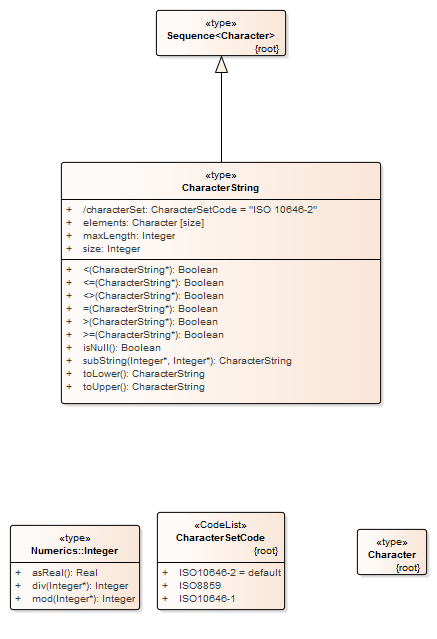 «type»
Sequence<Character>
{root}
«type»
CharacterString
+ /characterSet: CharacterSetCode = "ISO 10646-2"
+ elements: Character [size]
+ maxLength: Integer
+ size: Integer
+ <(CharacterString*): Boolean
+ <=(CharacterString*): Boolean
+ <>(CharacterString*): Boolean
+ =(CharacterString*): Boolean
+ >(CharacterString*): Boolean
+ >=(CharacterString*): Boolean
+ isNull(): Boolean
+ subString(Integer*, Integer*): CharacterString
+ toLower(): CharacterString
+ toUpper(): CharacterString
«type»
Numerics::Integer
+ asReal(): Real
+ div(Integer*): Integer
+ mod(Integer*): Integer
«CodeList»
CharacterSetCode
{root}
+ ISO10646-2 = default
+ ISO8859
+ ISO10646-1
«type»
Character
{root}